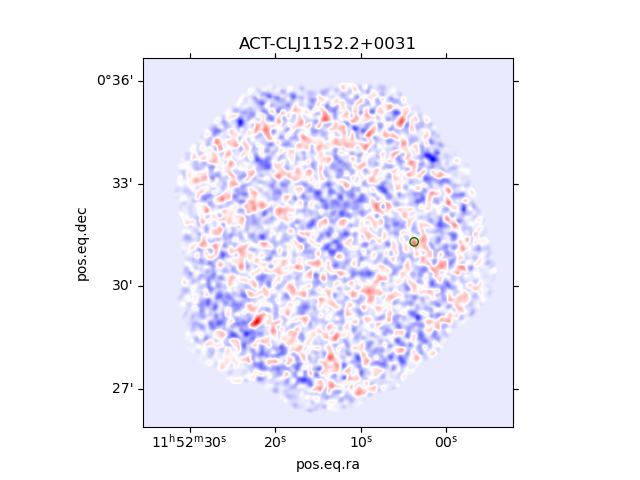 ACT-CLJ1152.2+0031
0°36'
33'
30'
27'
pos.eq.dec
11h52m30s 20s 10s 00s
pos.eq.ra